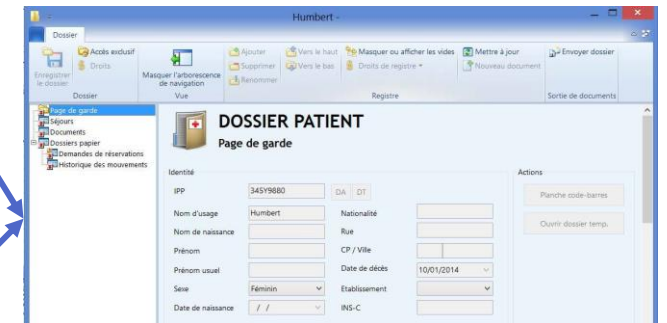 Humbert -
Dossier
Accès exclusif
Droits
Enregistrer le dossier
Dossier
Masquer l'arborescence de navigation
Vue
Ajouter
Supprimer
Renommer
Vers le haut
Vers le bas
Masquer ou afficher les vides
Droits de registre
Mettre à jour
Nouveau document
Registre
Envoyer dossier
Sortie de documents
Page de garde
Séjours
Documents
Dossiers papier
Demandes de réservations
Historique des mouvements
DOSSIER PATIENT
Page de garde
Identité
IPP 345Y9880 DA DT
Nom d'usage Humbert Nationalité
Nom de naissance Rue
Prénom CP / Ville
Prénom usuel Date de décès 10/01/2014
Sexe Féminin Etablissement
Date de naissance / / INS-C
Actions
Planche code-barres
Ouvrir dossier temp.